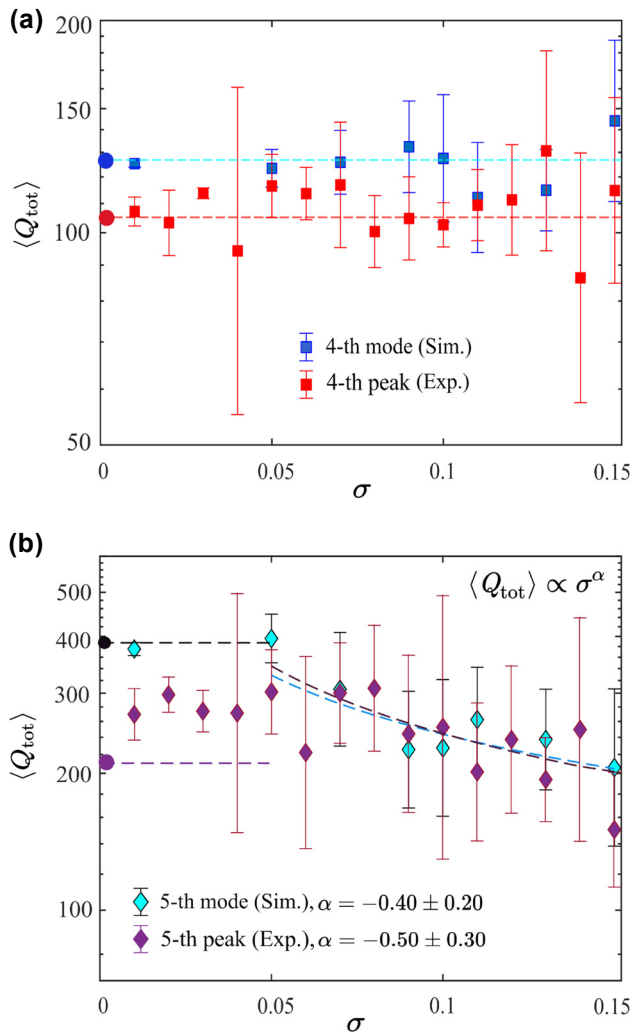 (a)
200
150
100
50
⟨Q_tot⟩
4-th mode (Sim.)
4-th peak (Exp.)
0 0.05 0.1 0.15
σ
(b)
500
400
300
200
100
⟨Q_tot⟩
⟨Q_tot⟩ ∝ σ^α
5-th mode (Sim.), α = −0.40 ± 0.20
5-th peak (Exp.), α = −0.50 ± 0.30
0 0.05 0.1 0.15
σ